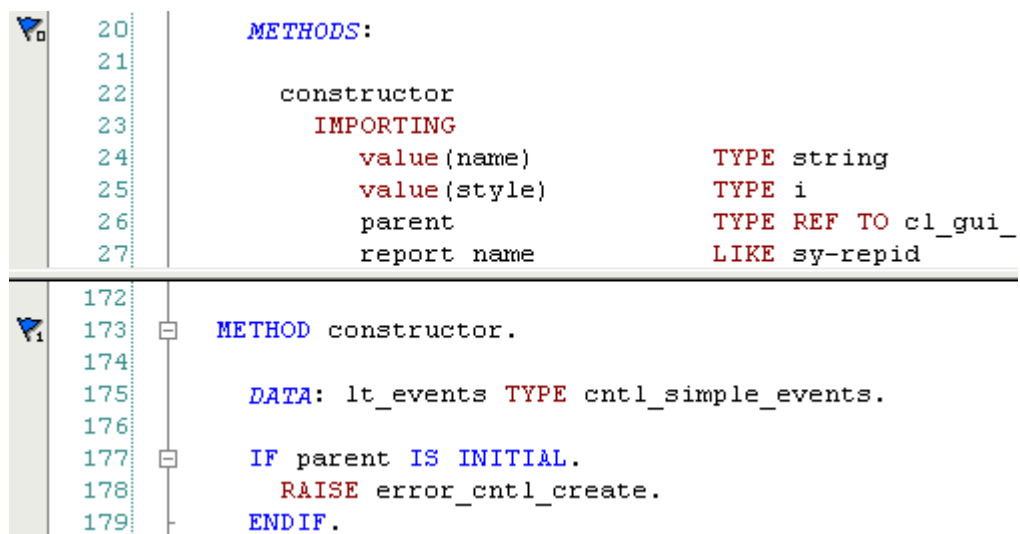 20 METHODS:
21
22 constructor
23 IMPORTING
24 value(name) TYPE string
25 value(style) TYPE i
26 parent TYPE REF TO cl_gui_
27 report name LIKE sy-repid
172
173 METHOD constructor.
174
175 DATA: lt_events TYPE cntl_simple_events.
176
177 IF parent IS INITIAL.
178 RAISE error_cntl_create.
179 ENDIF.